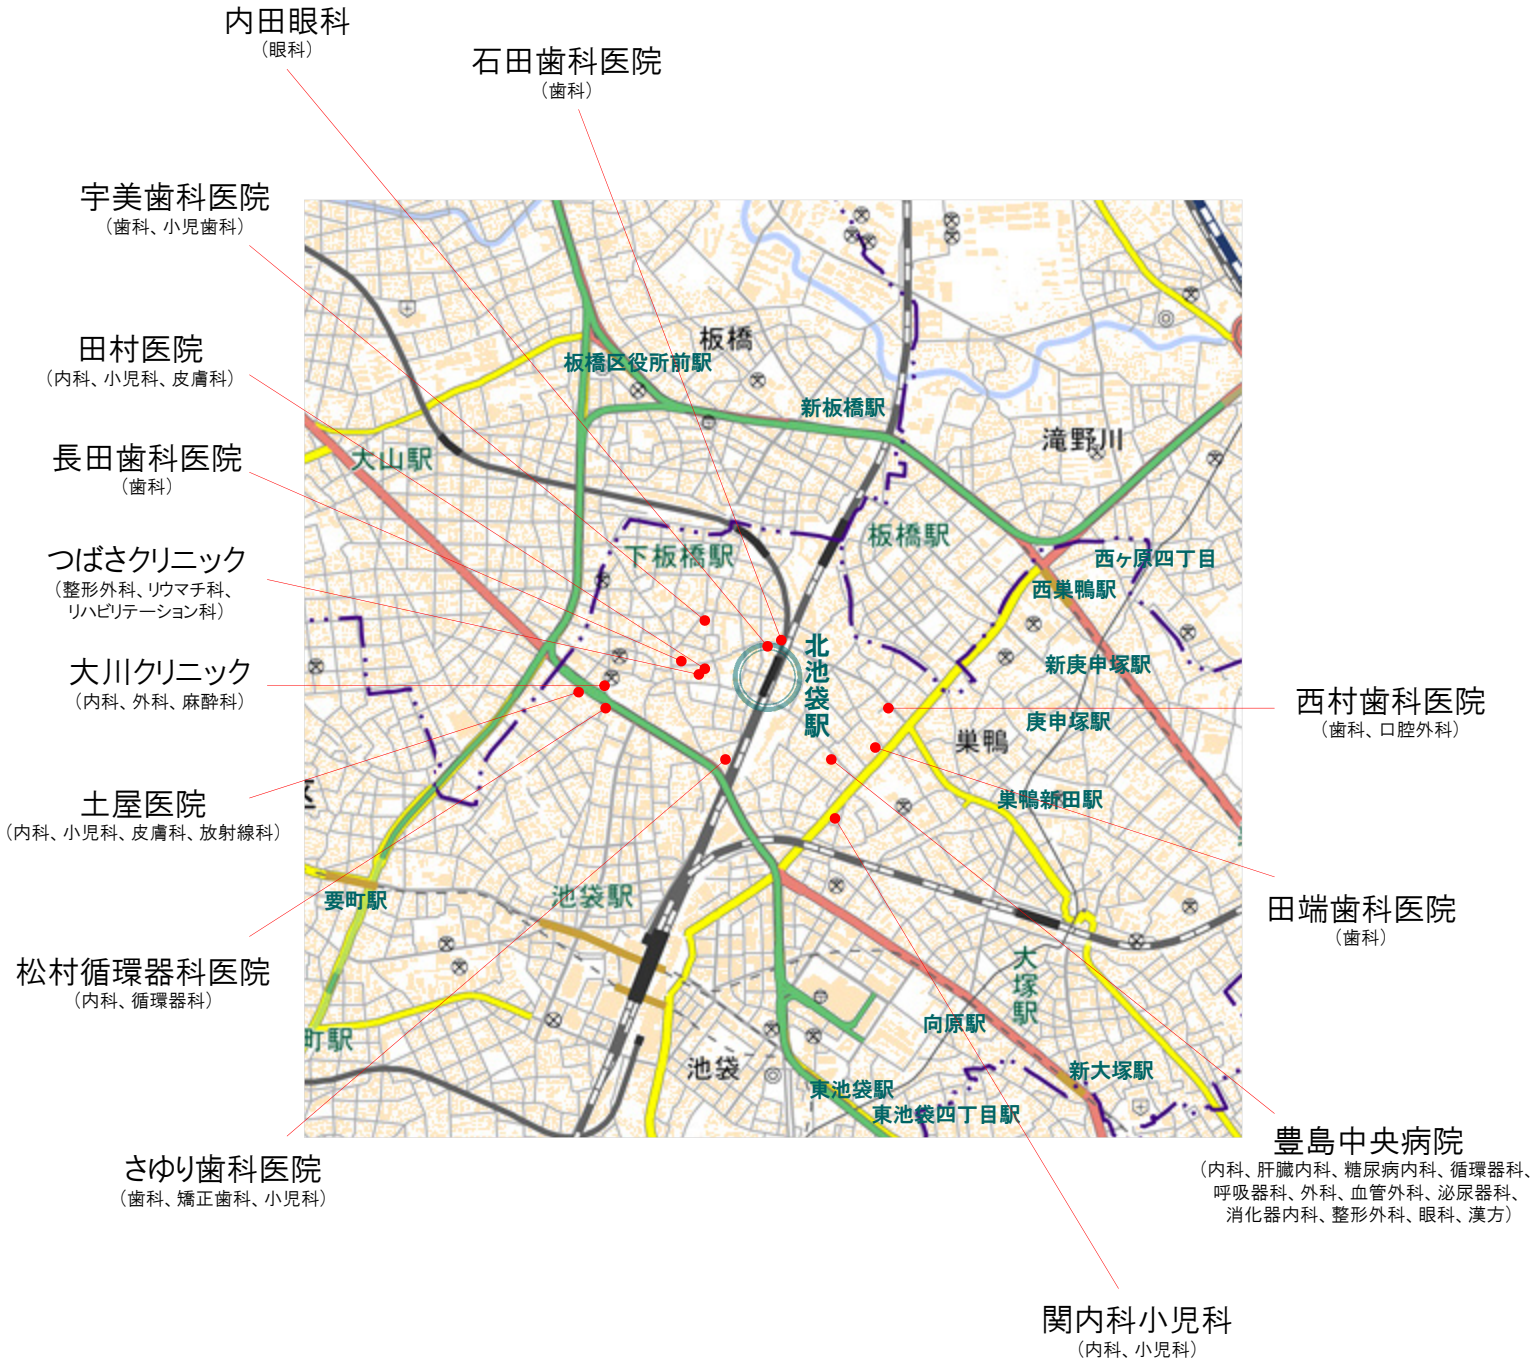 内田眼科
（眼科）
石田歯科医院
（歯科）
宇美歯科医院
（歯科、小児歯科）
田村医院
（内科、小児科、皮膚科）
長田歯科医院
（歯科）
つばさクリニック
（整形外科、リウマチ科、
リハビリテーション科）
大川クリニック
（内科、外科、麻酔科）
土屋医院
（内科、小児科、皮膚科、放射線科）
松村循環器科医院
（内科、循環器科）
さゆり歯科医院
（歯科、矯正歯科、小児科）
板橋
板橋区役所前駅
新板橋駅
滝野川
大山駅
下板橋駅
板橋駅
西ヶ原四丁目
西巣鴨駅
北池袋駅
新庚申塚駅
庚申塚駅
巣鴨
巣鴨新田駅
区
要町駅
池袋駅
大塚駅
向原駅
町駅
池袋
新大塚駅
東池袋駅
東池袋四丁目駅
西村歯科医院
（歯科、口腔外科）
田端歯科医院
（歯科）
豊島中央病院
（内科、肝臓内科、糖尿病内科、循環器科、
呼吸器科、外科、血管外科、泌尿器科、
消化器内科、整形外科、眼科、漢方）
関内科小児科
（内科、小児科）